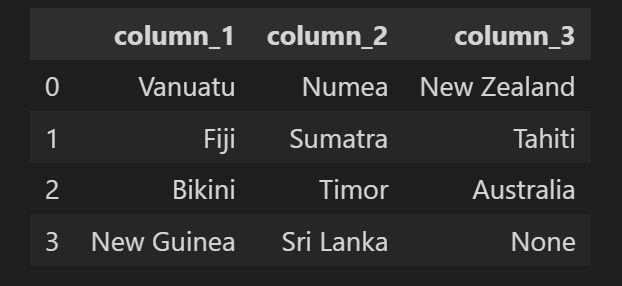 column_1 column_2 column_3
0 Vanuatu Numea New Zealand
1 Fiji Sumatra Tahiti
2 Bikini Timor Australia
3 New Guinea Sri Lanka None